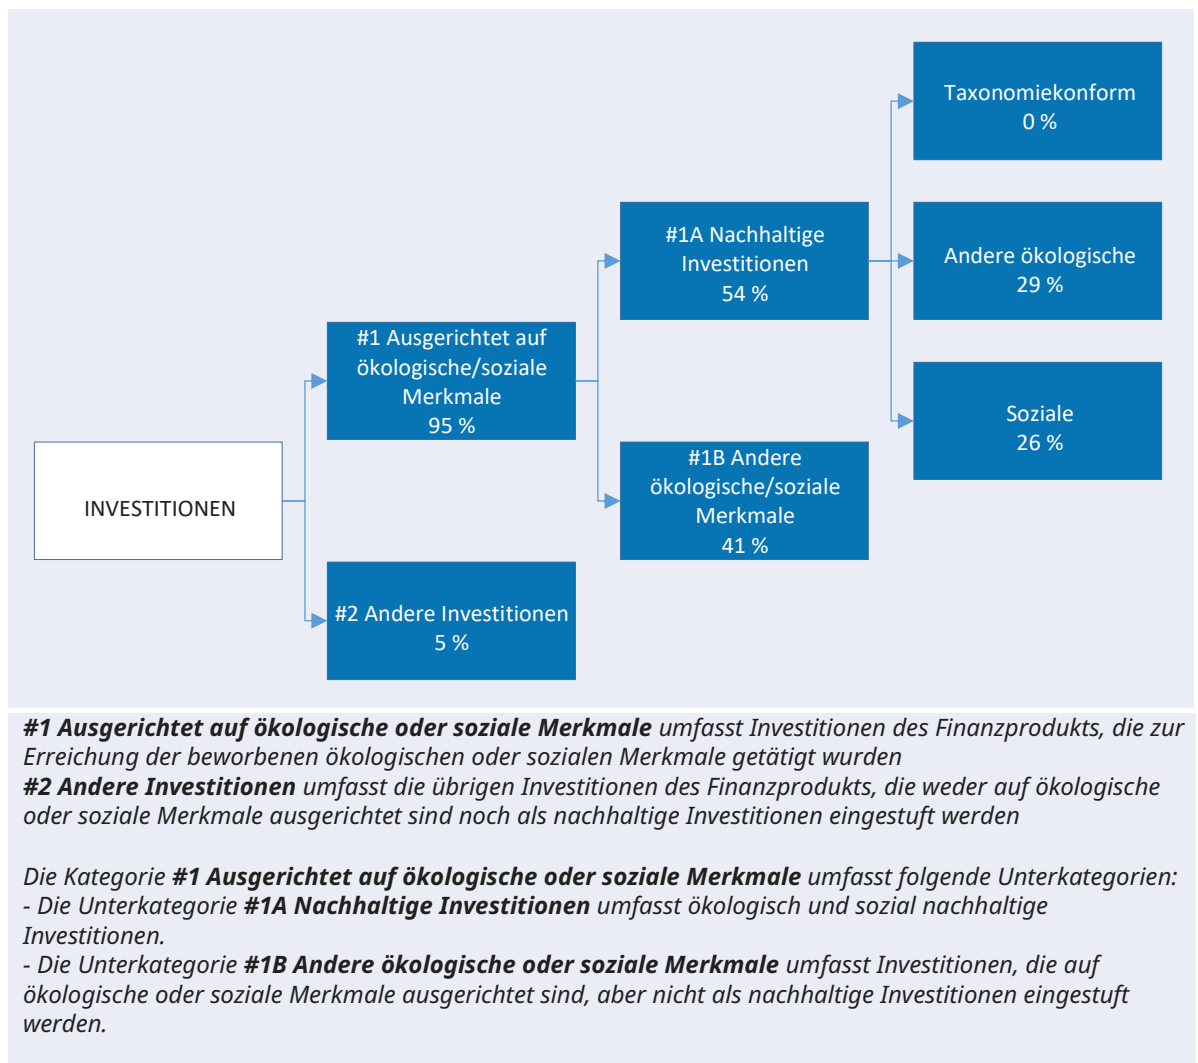 Taxonomiekonform
0 %
#1A Nachhaltige
Investitionen
54 %
Andere ökologische
29 %
#1 Ausgerichtet auf
ökologische/soziale
Merkmale
95 %
Soziale
26 %
#1B Andere
ökologische/soziale
Merkmale
41 %
INVESTITIONEN
#2 Andere Investitionen
5 %
#1 Ausgerichtet auf ökologische oder soziale Merkmale umfasst Investitionen des Finanzprodukts, die zur
Erreichung der beworbenen ökologischen oder sozialen Merkmale getätigt wurden
#2 Andere Investitionen umfasst die übrigen Investitionen des Finanzprodukts, die weder auf ökologische
oder soziale Merkmale ausgerichtet sind noch als nachhaltige Investitionen eingestuft werden
Die Kategorie #1 Ausgerichtet auf ökologische oder soziale Merkmale umfasst folgende Unterkategorien:
- Die Unterkategorie #1A Nachhaltige Investitionen umfasst ökologisch und sozial nachhaltige
Investitionen.
- Die Unterkategorie #1B Andere ökologische oder soziale Merkmale umfasst Investitionen, die auf
ökologische oder soziale Merkmale ausgerichtet sind, aber nicht als nachhaltige Investitionen eingestuft
werden.